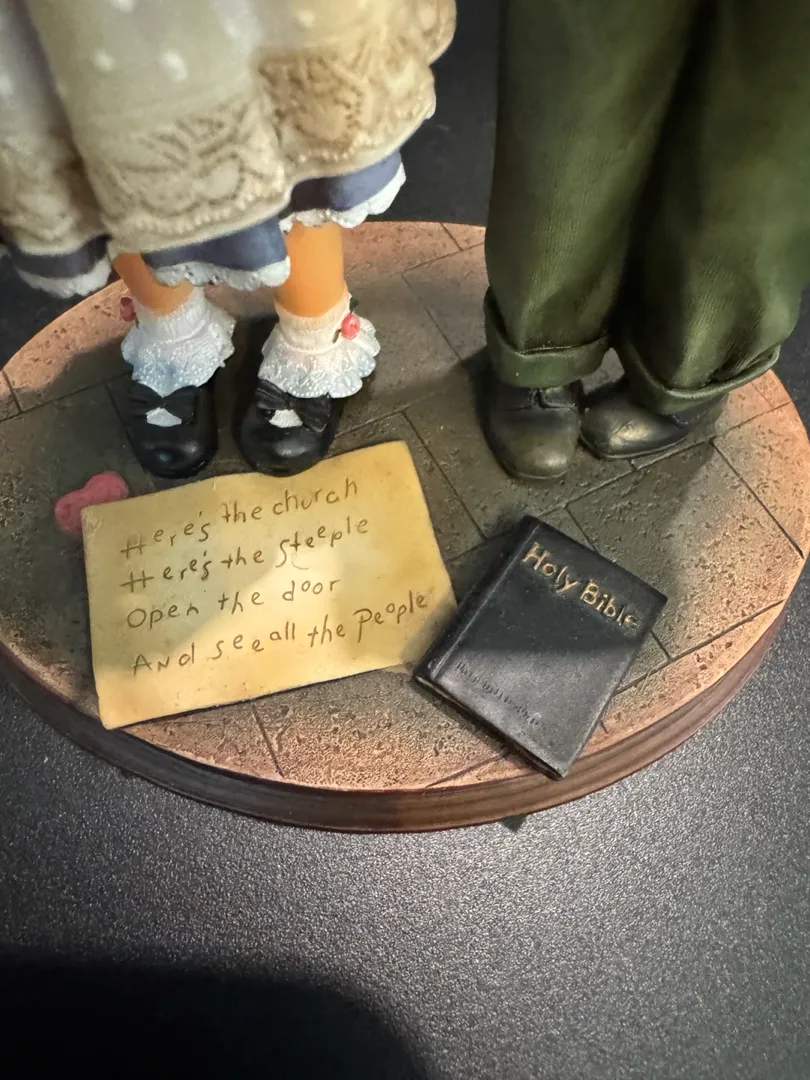 Here's the church
Here's the steeple
Open the door
And see all the People
Holy Bible